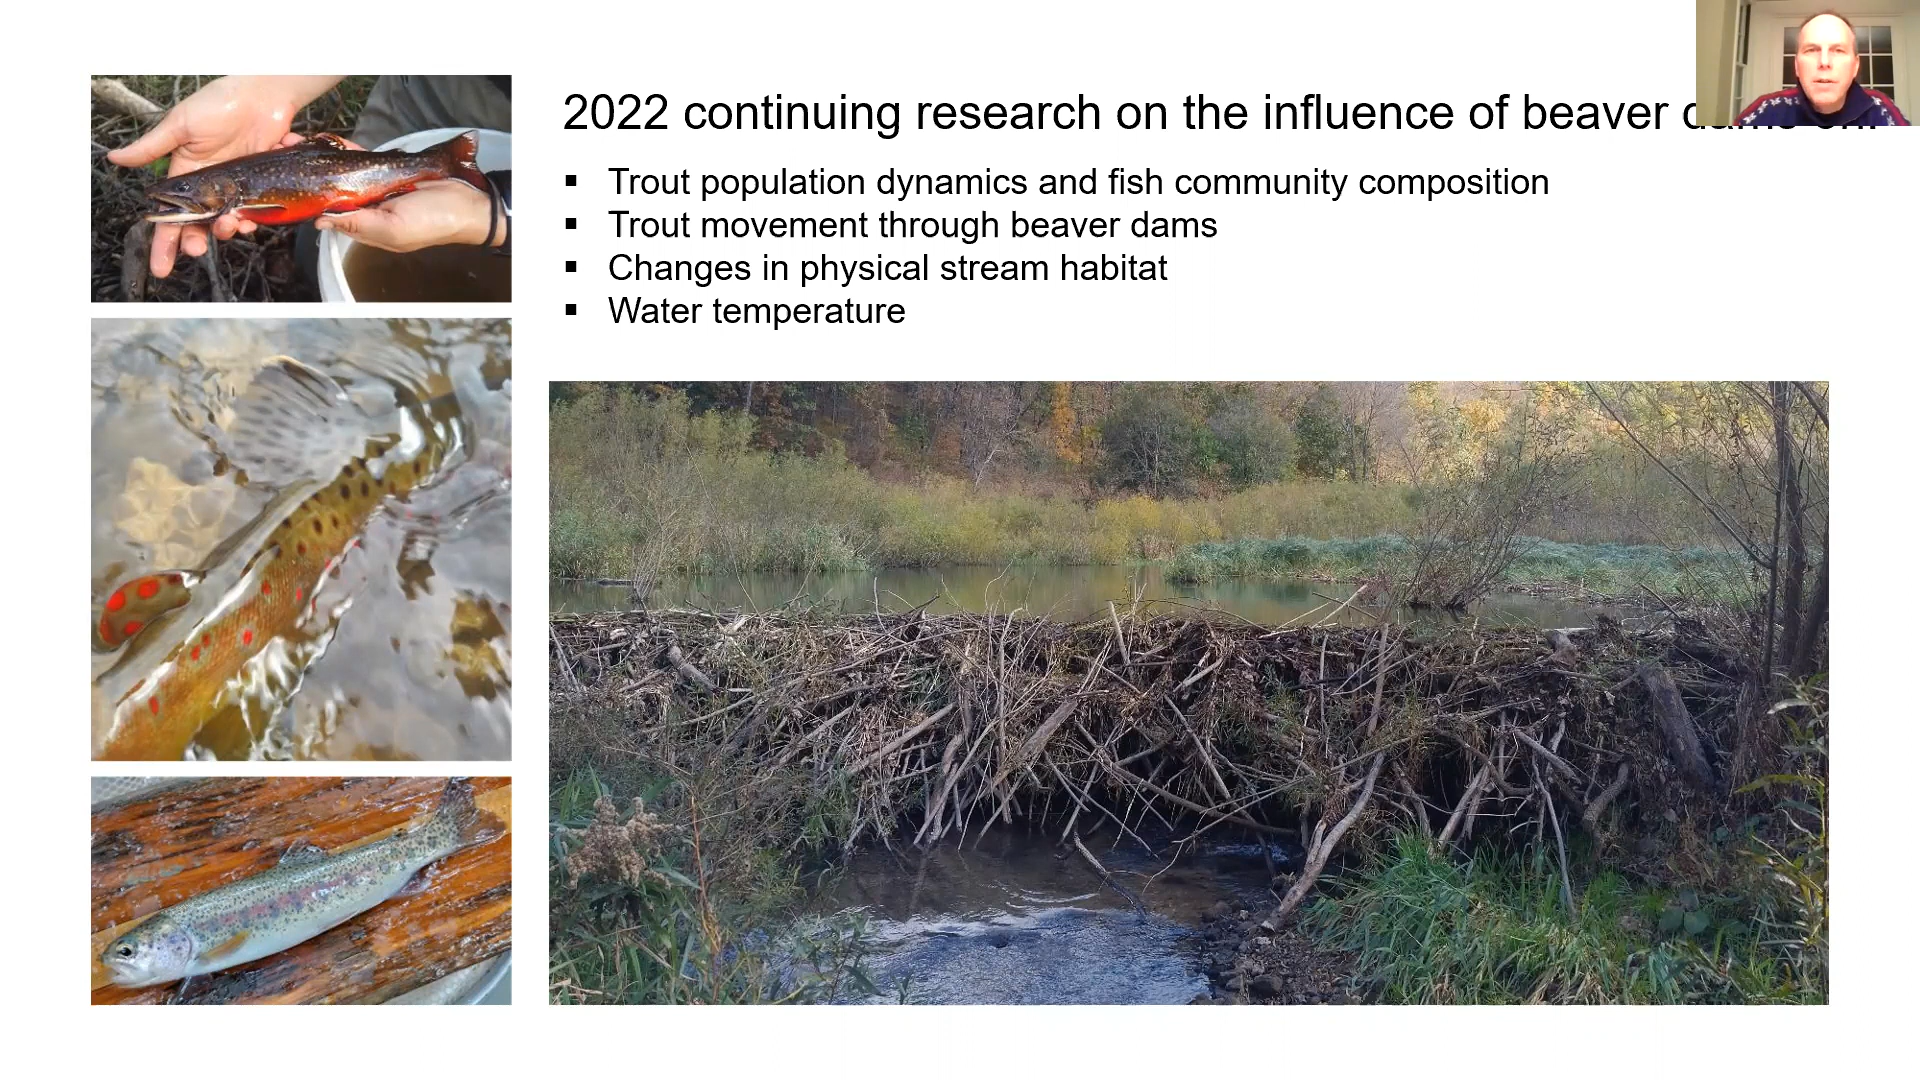 2022 continuing research on the influence of beaver dams on:
▪ Trout population dynamics and fish community composition
▪ Trout movement through beaver dams
▪ Changes in physical stream habitat
▪ Water temperature